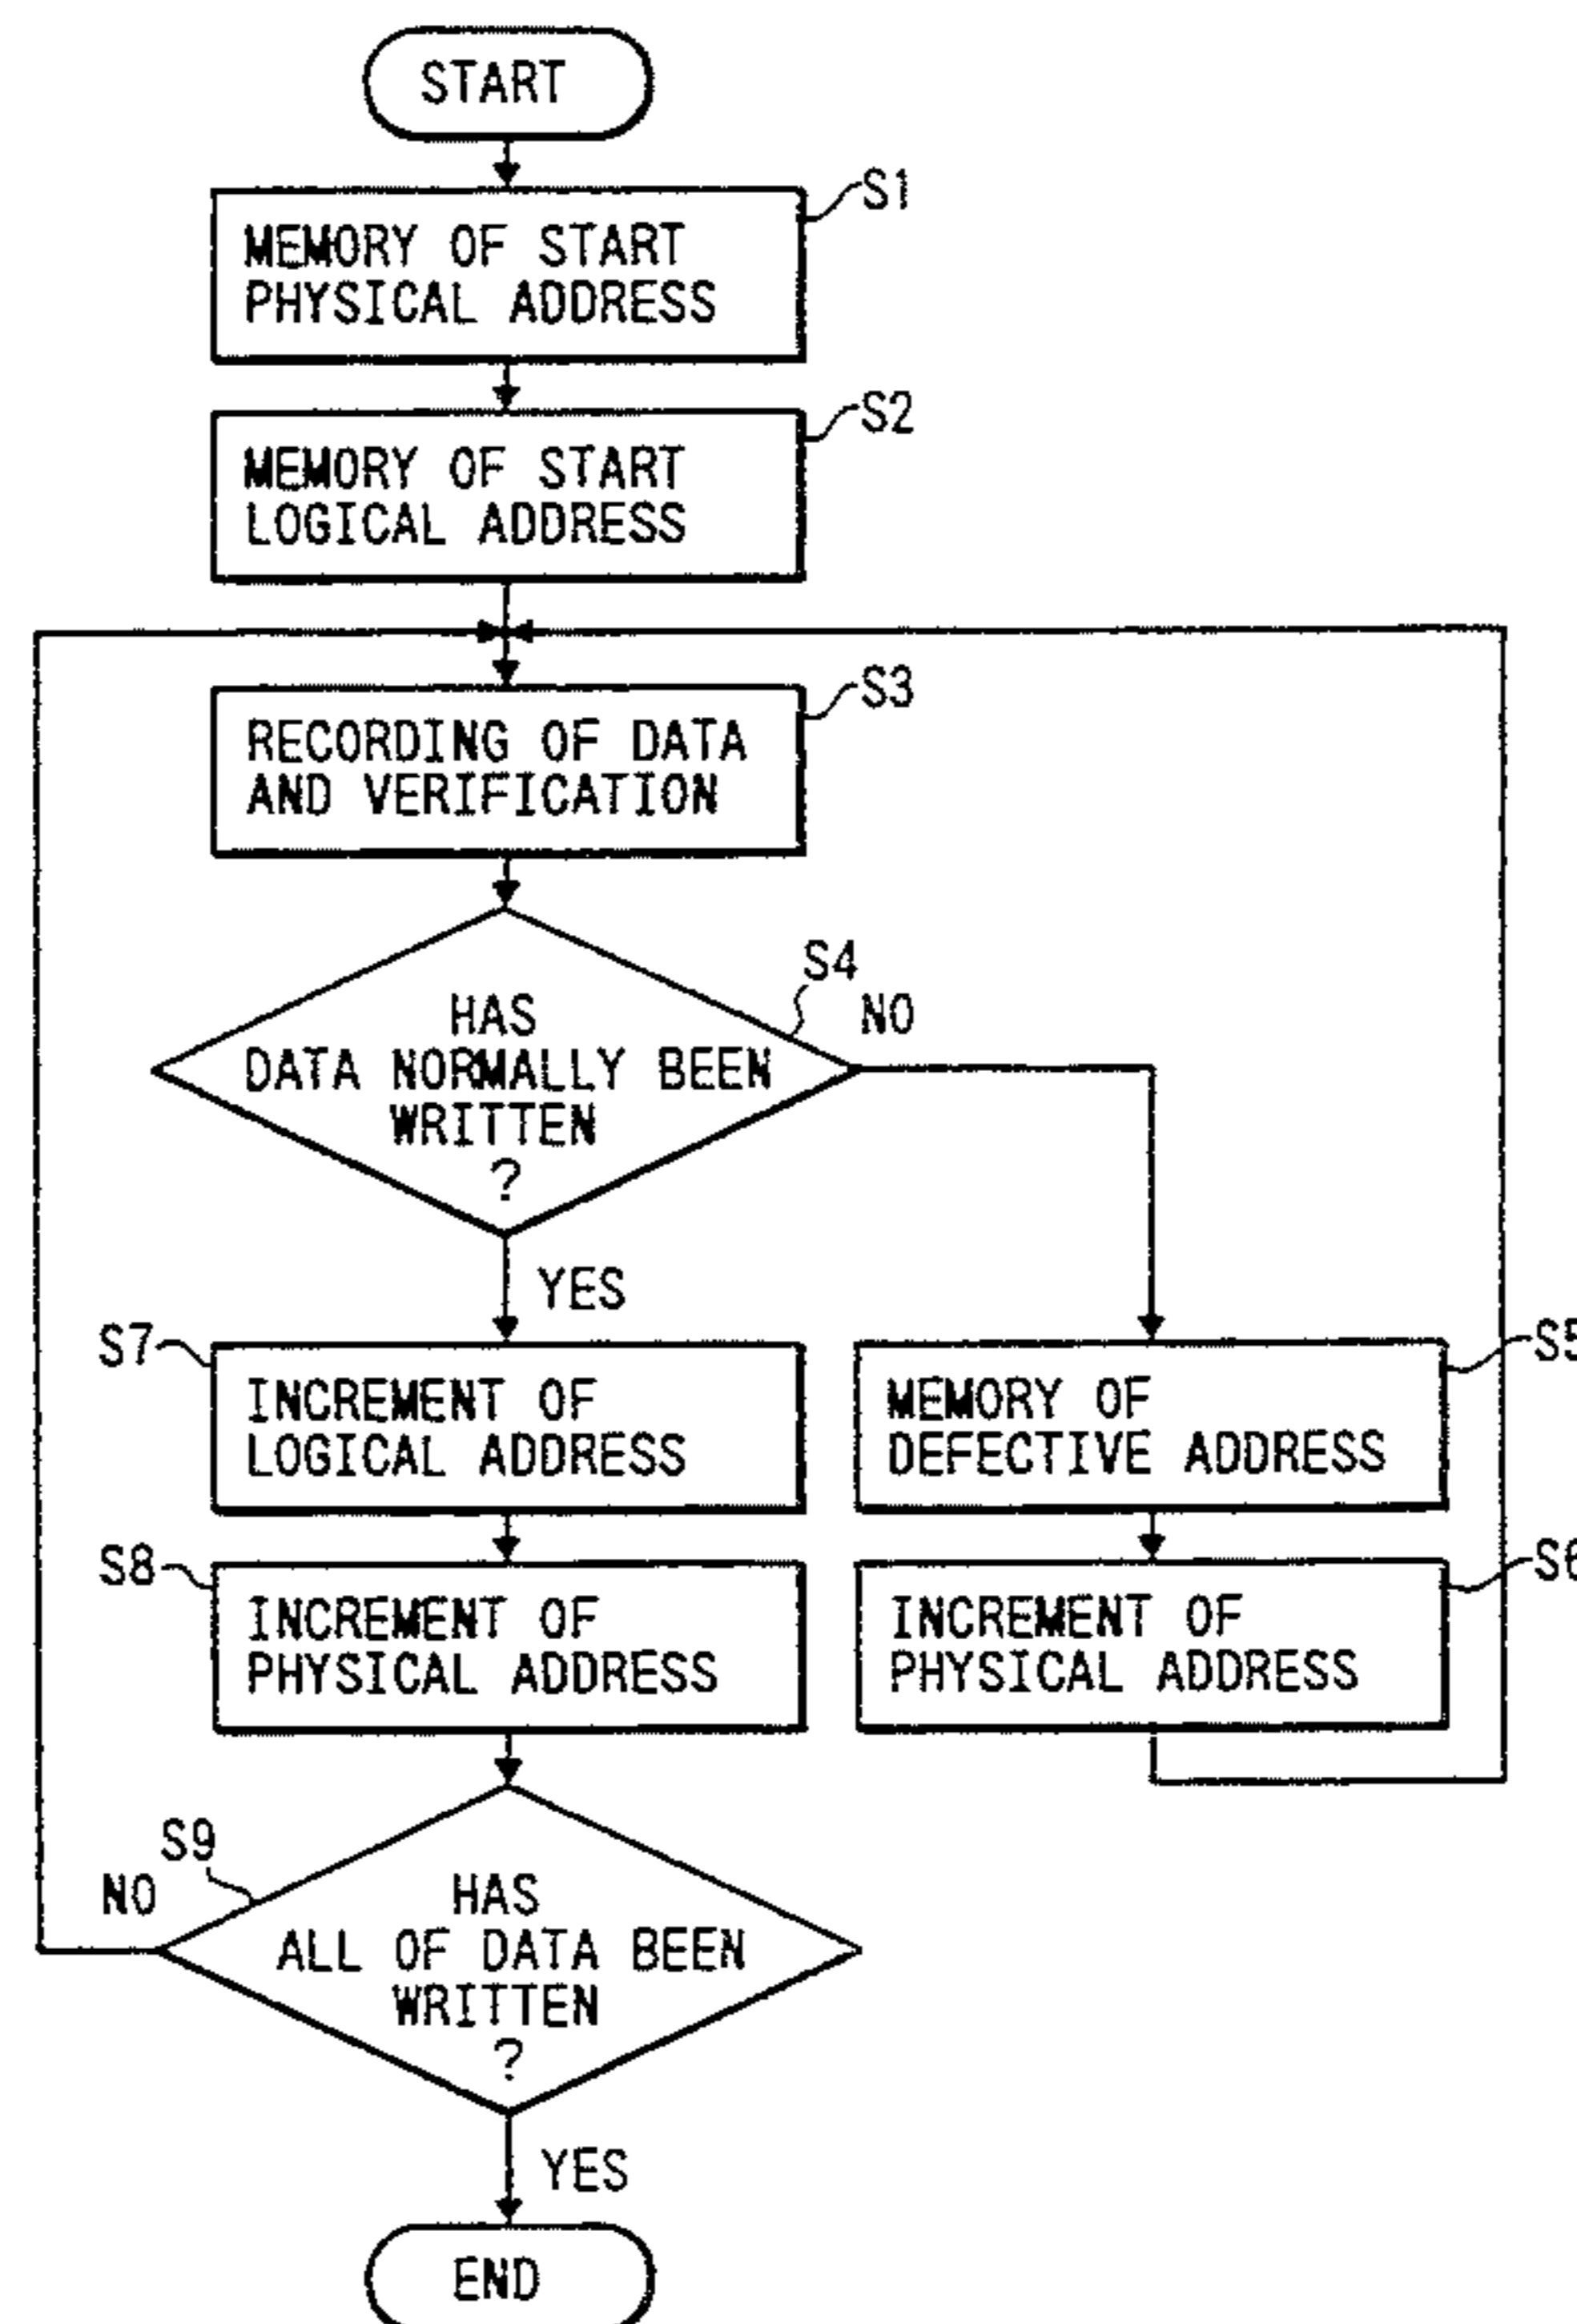 START
S1
MEMORY OF START
PHYSICAL ADDRESS
S2
MEMORY OF START
LOGICAL ADDRESS
S3
RECORDING OF DATA
AND VERIFICATION
S4
NO
HAS
DATA NORMALLY BEEN
WRITTEN
?
YES
S7
INCREMENT OF
LOGICAL ADDRESS
S5
MEMORY OF
DEFECTIVE ADDRESS
S8
INCREMENT OF
PHYSICAL ADDRESS
S6
INCREMENT OF
PHYSICAL ADDRESS
S9
NO
HAS
ALL OF DATA BEEN
WRITTEN
?
YES
END